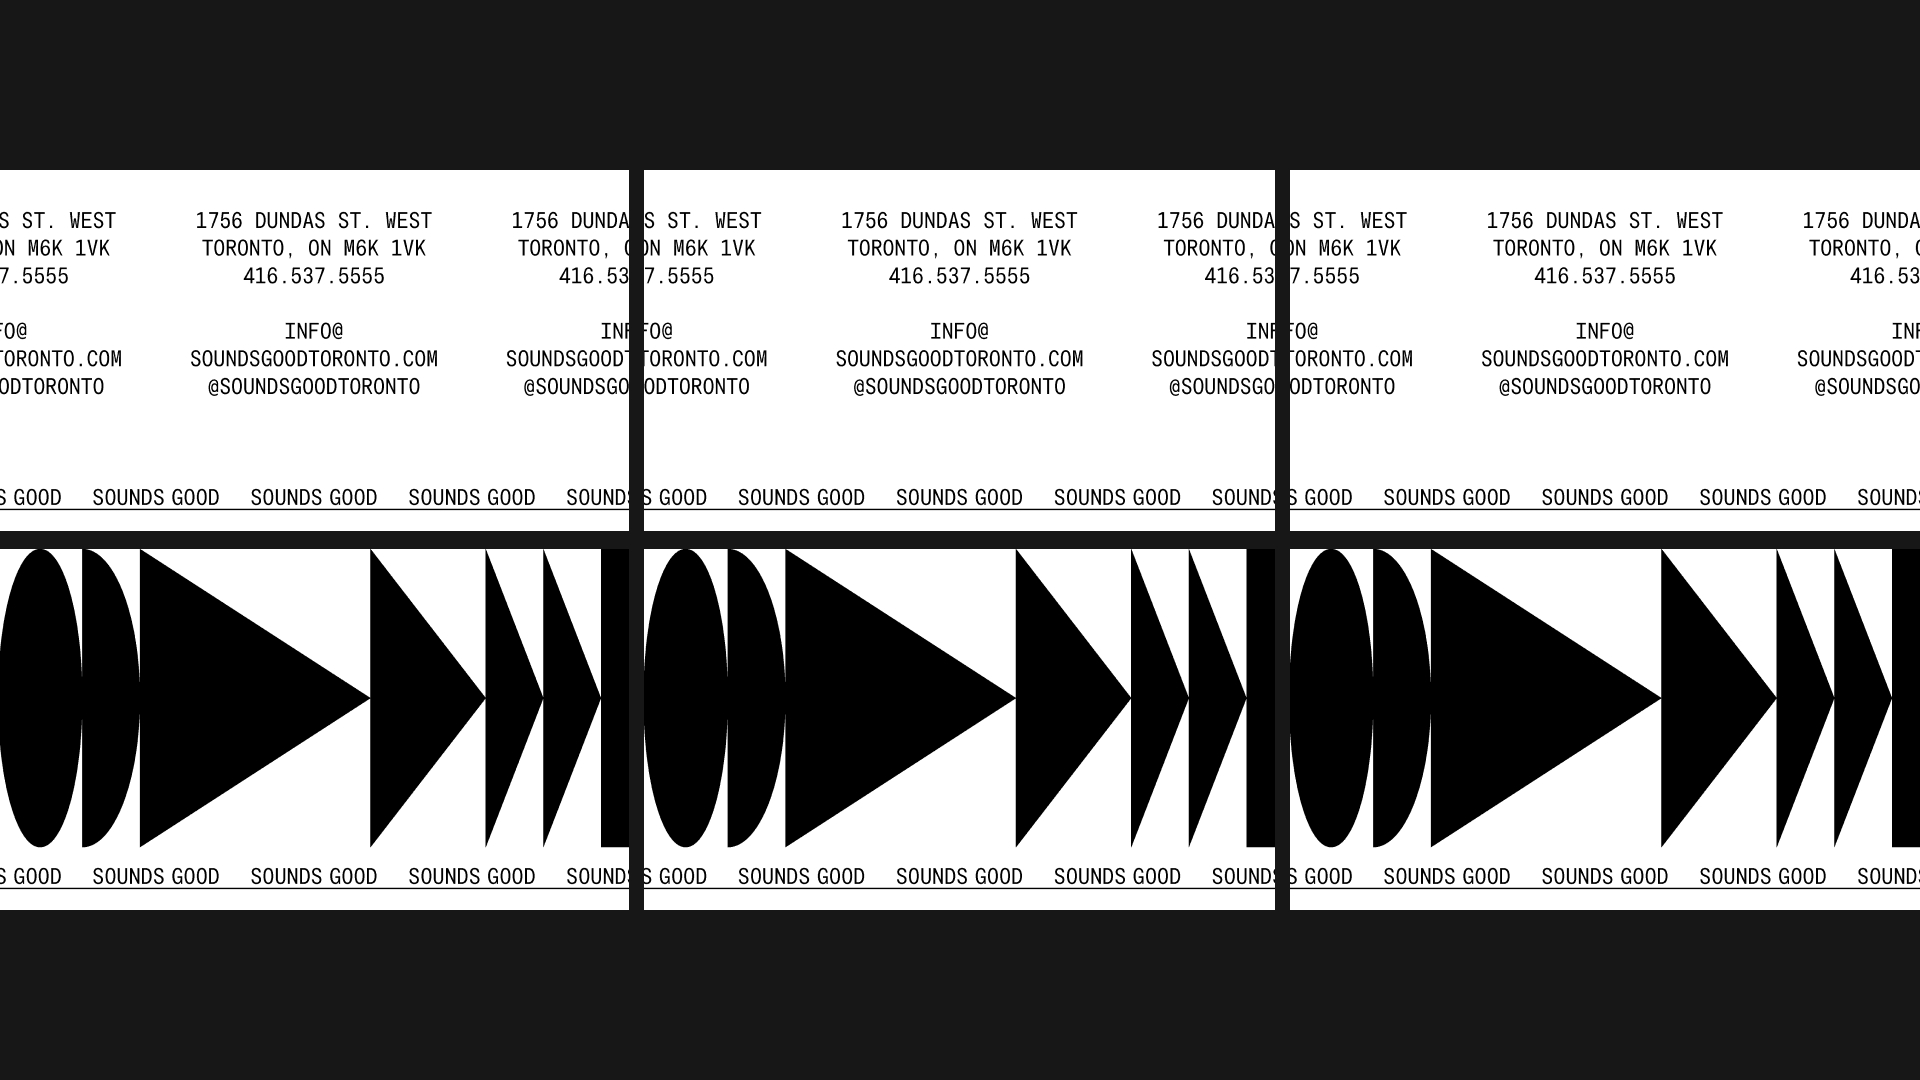 S ST. WEST 1756 DUNDAS ST. WEST 1756 DUNDA
ON M6K 1VK TORONTO, ON M6K 1VK TORONTO, O
7.5555 416.537.5555 416.53
FO@ INFO@ INF
TORONTO.COM SOUNDSGOODTORONTO.COM SOUNDSGOODT
ODTORONTO @SOUNDSGOODTORONTO @SOUNDSGO
S GOOD SOUNDS GOOD SOUNDS GOOD SOUNDS GOOD SOUNDS
S ST. WEST 1756 DUNDAS ST. WEST 1756 DUNDA
ON M6K 1VK TORONTO, ON M6K 1VK TORONTO, O
7.5555 416.537.5555 416.53
FO@ INFO@ INF
TORONTO.COM SOUNDSGOODTORONTO.COM SOUNDSGOODT
ODTORONTO @SOUNDSGOODTORONTO @SOUNDSGO
S GOOD SOUNDS GOOD SOUNDS GOOD SOUNDS GOOD SOUNDS
S ST. WEST 1756 DUNDAS ST. WEST 1756 DUNDA
ON M6K 1VK TORONTO, ON M6K 1VK TORONTO, O
7.5555 416.537.5555 416.53
FO@ INFO@ INF
TORONTO.COM SOUNDSGOODTORONTO.COM SOUNDSGOODT
ODTORONTO @SOUNDSGOODTORONTO @SOUNDSGO
S GOOD SOUNDS GOOD SOUNDS GOOD SOUNDS GOOD SOUNDS
S GOOD SOUNDS GOOD SOUNDS GOOD SOUNDS GOOD SOUNDS
S GOOD SOUNDS GOOD SOUNDS GOOD SOUNDS GOOD SOUNDS
S GOOD SOUNDS GOOD SOUNDS GOOD SOUNDS GOOD SOUNDS